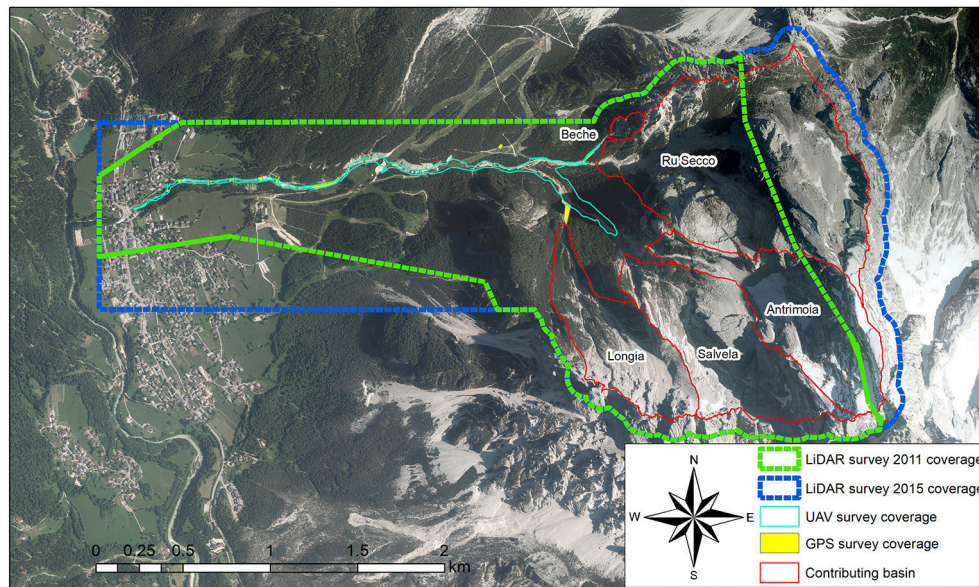 Beche
Ru Secco
Antrimoia
Longia
Salvela
N
W
E
S
LiDAR survey 2011 coverage
LiDAR survey 2015 coverage
UAV survey coverage
GPS survey coverage
Contributing basin
0 0.25 0.5 1 1.5 2
km